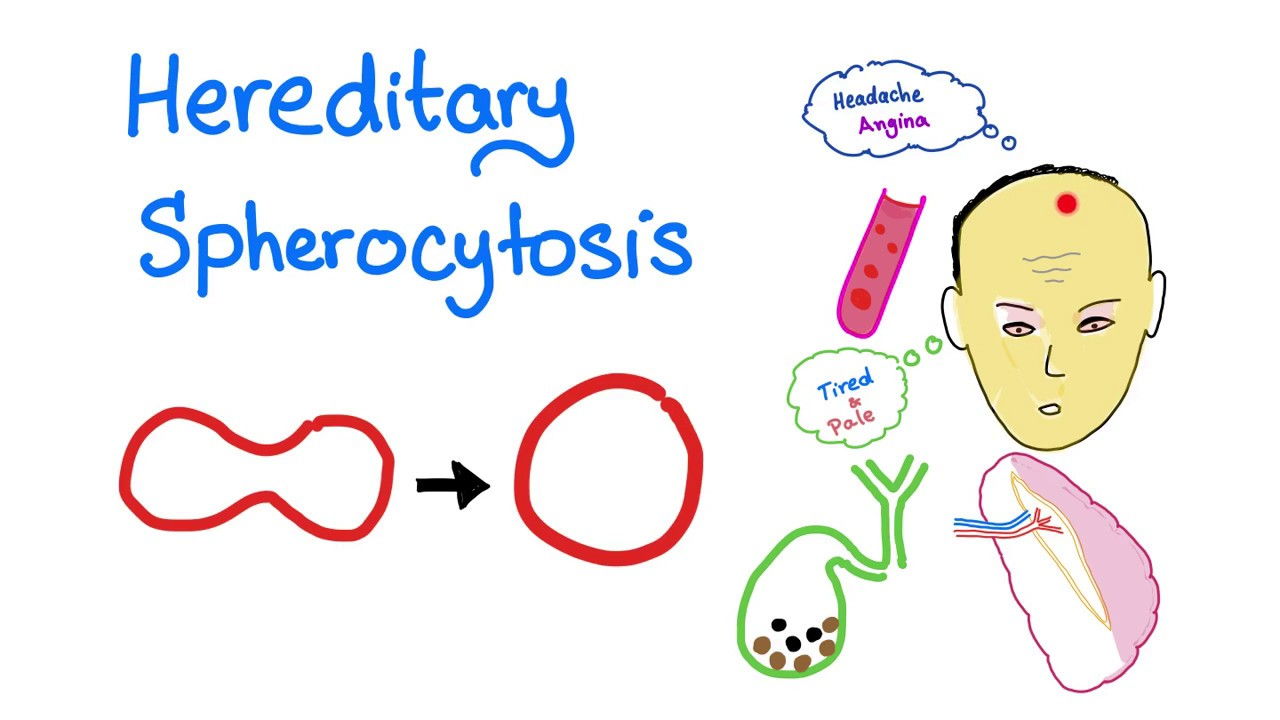 Hereditary
Spherocytosis
Headache
Angina
Tired
&
Pale